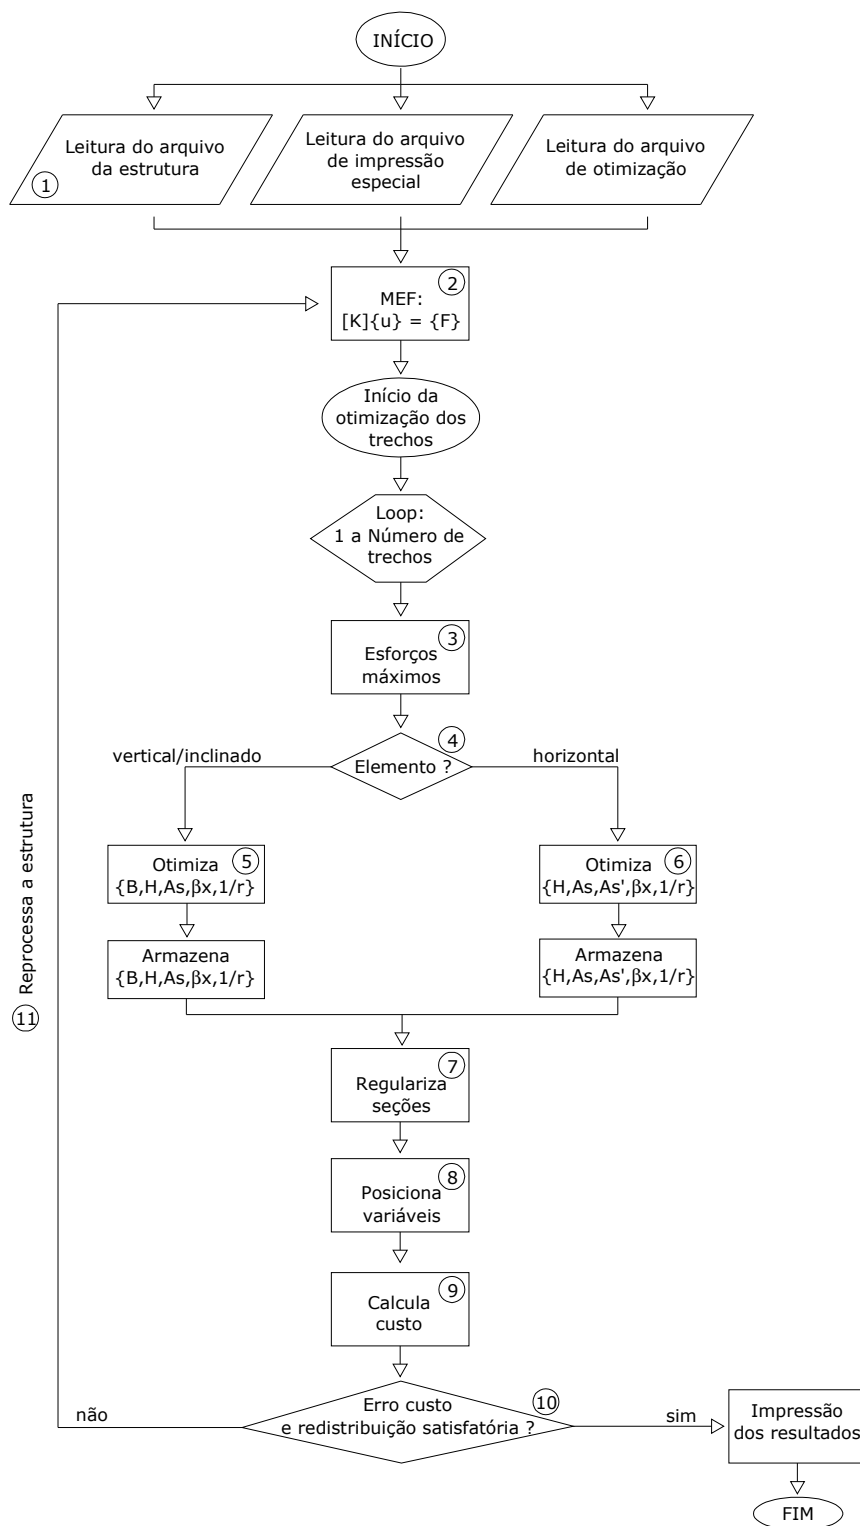 INÍCIO
Leitura do arquivo
da estrutura
1
Leitura do arquivo
de impressão
especial
Leitura do arquivo
de otimização
2
MEF:
[K]{u} = {F}
Início da
otimização dos
trechos
Loop:
1 a Número de
trechos
3
Esforços
máximos
4
Elemento ?
vertical/inclinado
horizontal
5
Otimiza
{B,H,As,βx,1/r}
6
Otimiza
{H,As,As',βx,1/r}
Armazena
{B,H,As,βx,1/r}
Armazena
{H,As,As',βx,1/r}
11 Reprocessa a estrutura
7
Regulariza
seções
8
Posiciona
variáveis
9
Calcula
custo
10
Erro custo
e redistribuição satisfatória ?
não
sim
Impressão
dos resultados
FIM